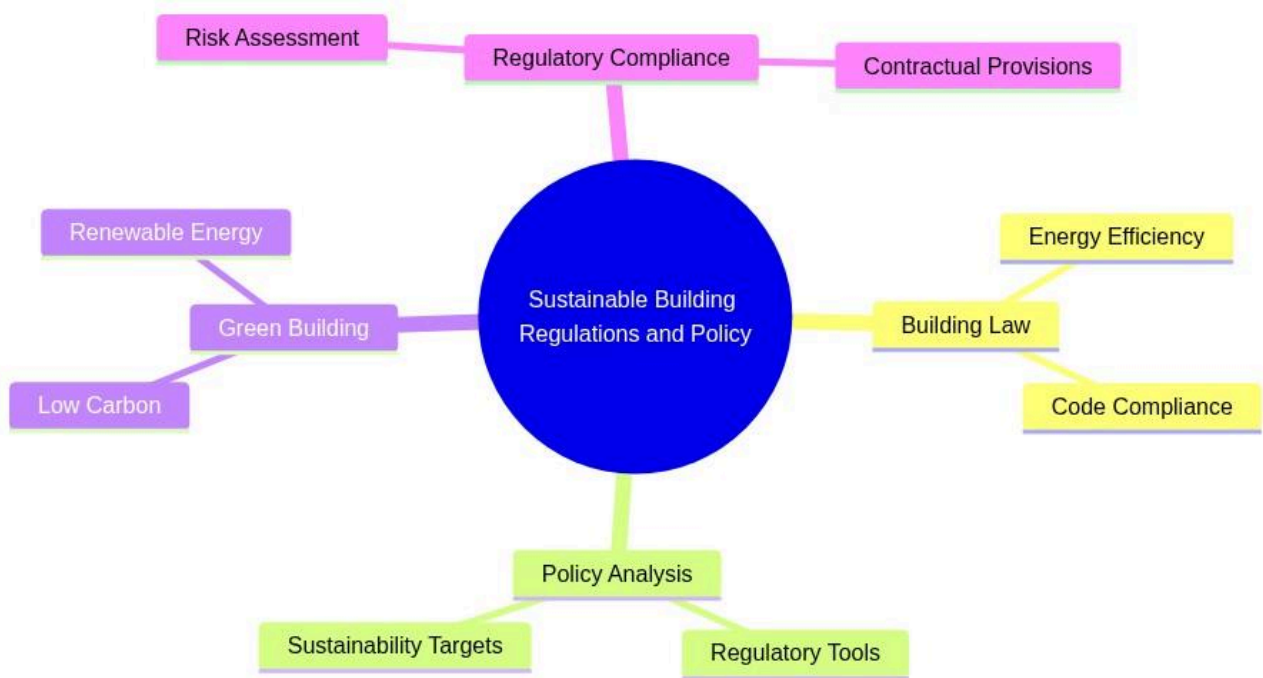 Risk Assessment
Regulatory Compliance
Contractual Provisions
Renewable Energy
Green Building
Low Carbon
Sustainable Building
Regulations and Policy
Energy Efficiency
Building Law
Code Compliance
Policy Analysis
Sustainability Targets
Regulatory Tools